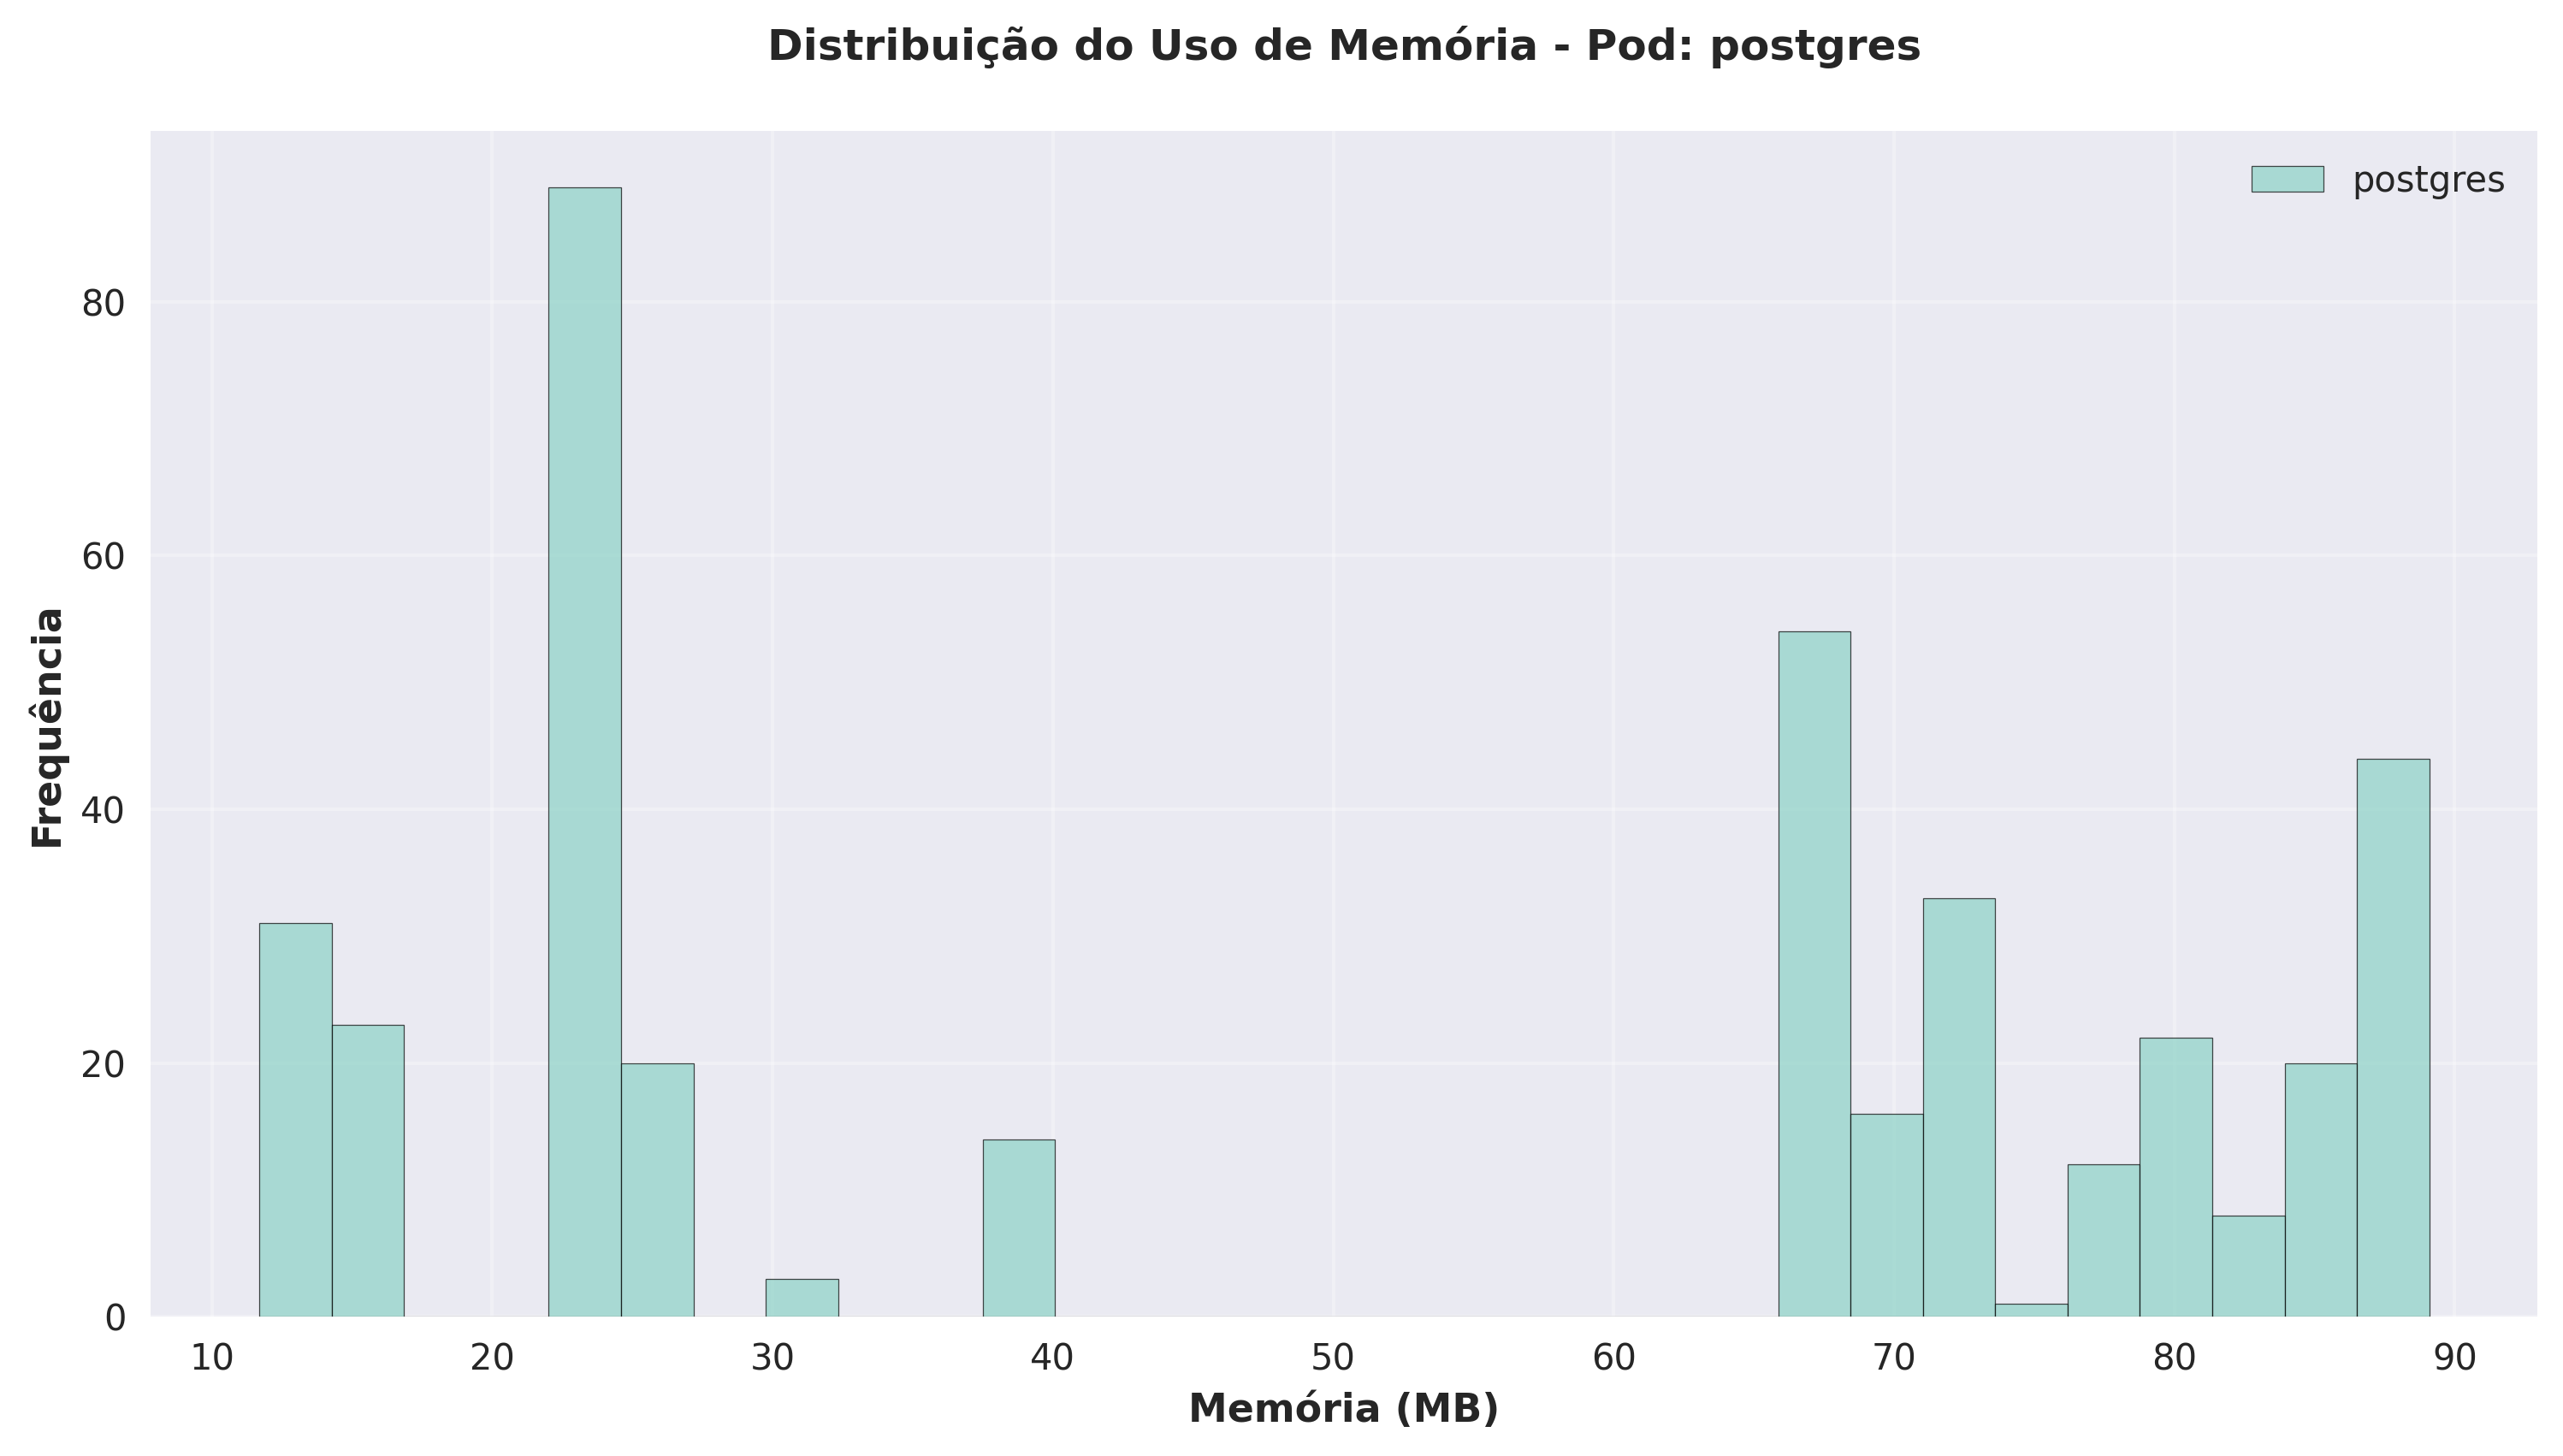 Distribuição do Uso de Memória - Pod: postgres
postgres
Frequência
80
60
40
20
0
10 20 30 40 50 60 70 80 90
Memória (MB)